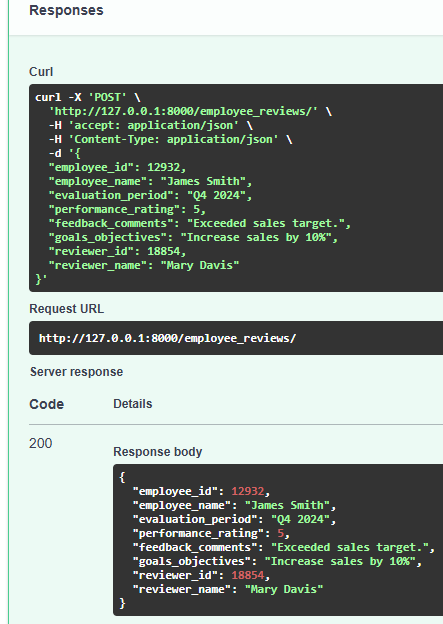 Responses
Curl
curl -X 'POST' \
  'http://127.0.0.1:8000/employee_reviews/' \
  -H 'accept: application/json' \
  -H 'Content-Type: application/json' \
  -d '{
  "employee_id": 12932,
  "employee_name": "James Smith",
  "evaluation_period": "Q4 2024",
  "performance_rating": 5,
  "feedback_comments": "Exceeded sales target.",
  "goals_objectives": "Increase sales by 10%",
  "reviewer_id": 18854,
  "reviewer_name": "Mary Davis"
}'
Request URL
http://127.0.0.1:8000/employee_reviews/
Server response
Code Details
200
Response body
{
  "employee_id": 12932,
  "employee_name": "James Smith",
  "evaluation_period": "Q4 2024",
  "performance_rating": 5,
  "feedback_comments": "Exceeded sales target.",
  "goals_objectives": "Increase sales by 10%",
  "reviewer_id": 18854,
  "reviewer_name": "Mary Davis"
}